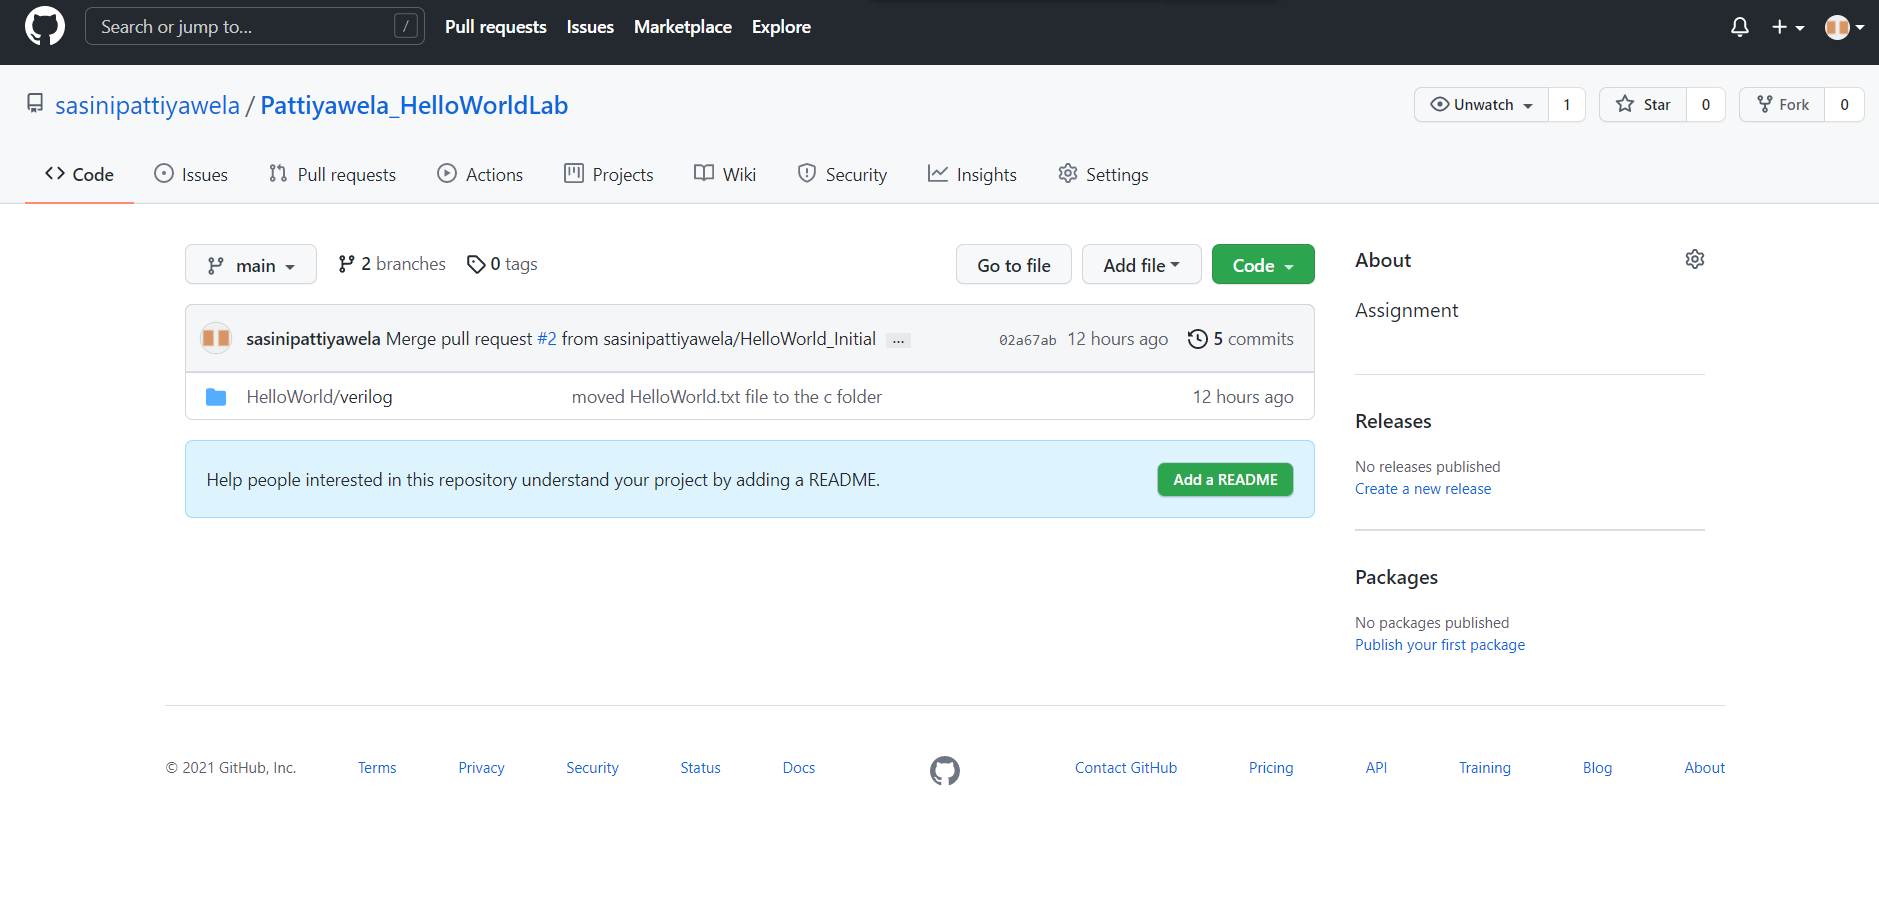 Search or jump to... / Pull requests Issues Marketplace Explore
sasinipattiyawela / Pattiyawela_HelloWorldLab Unwatch 1 Star 0 Fork 0
Code Issues Pull requests Actions Projects Wiki Security Insights Settings
main 2 branches 0 tags Go to file Add file Code
sasinipattiyawela Merge pull request #2 from sasinipattiyawela/HelloWorld_Initial ... 02a67ab 12 hours ago 5 commits
HelloWorld/verilog moved HelloWorld.txt file to the c folder 12 hours ago
Help people interested in this repository understand your project by adding a README. Add a README
About
Assignment
Releases
No releases published
Create a new release
Packages
No packages published
Publish your first package
© 2021 GitHub, Inc. Terms Privacy Security Status Docs Contact GitHub Pricing API Training Blog About